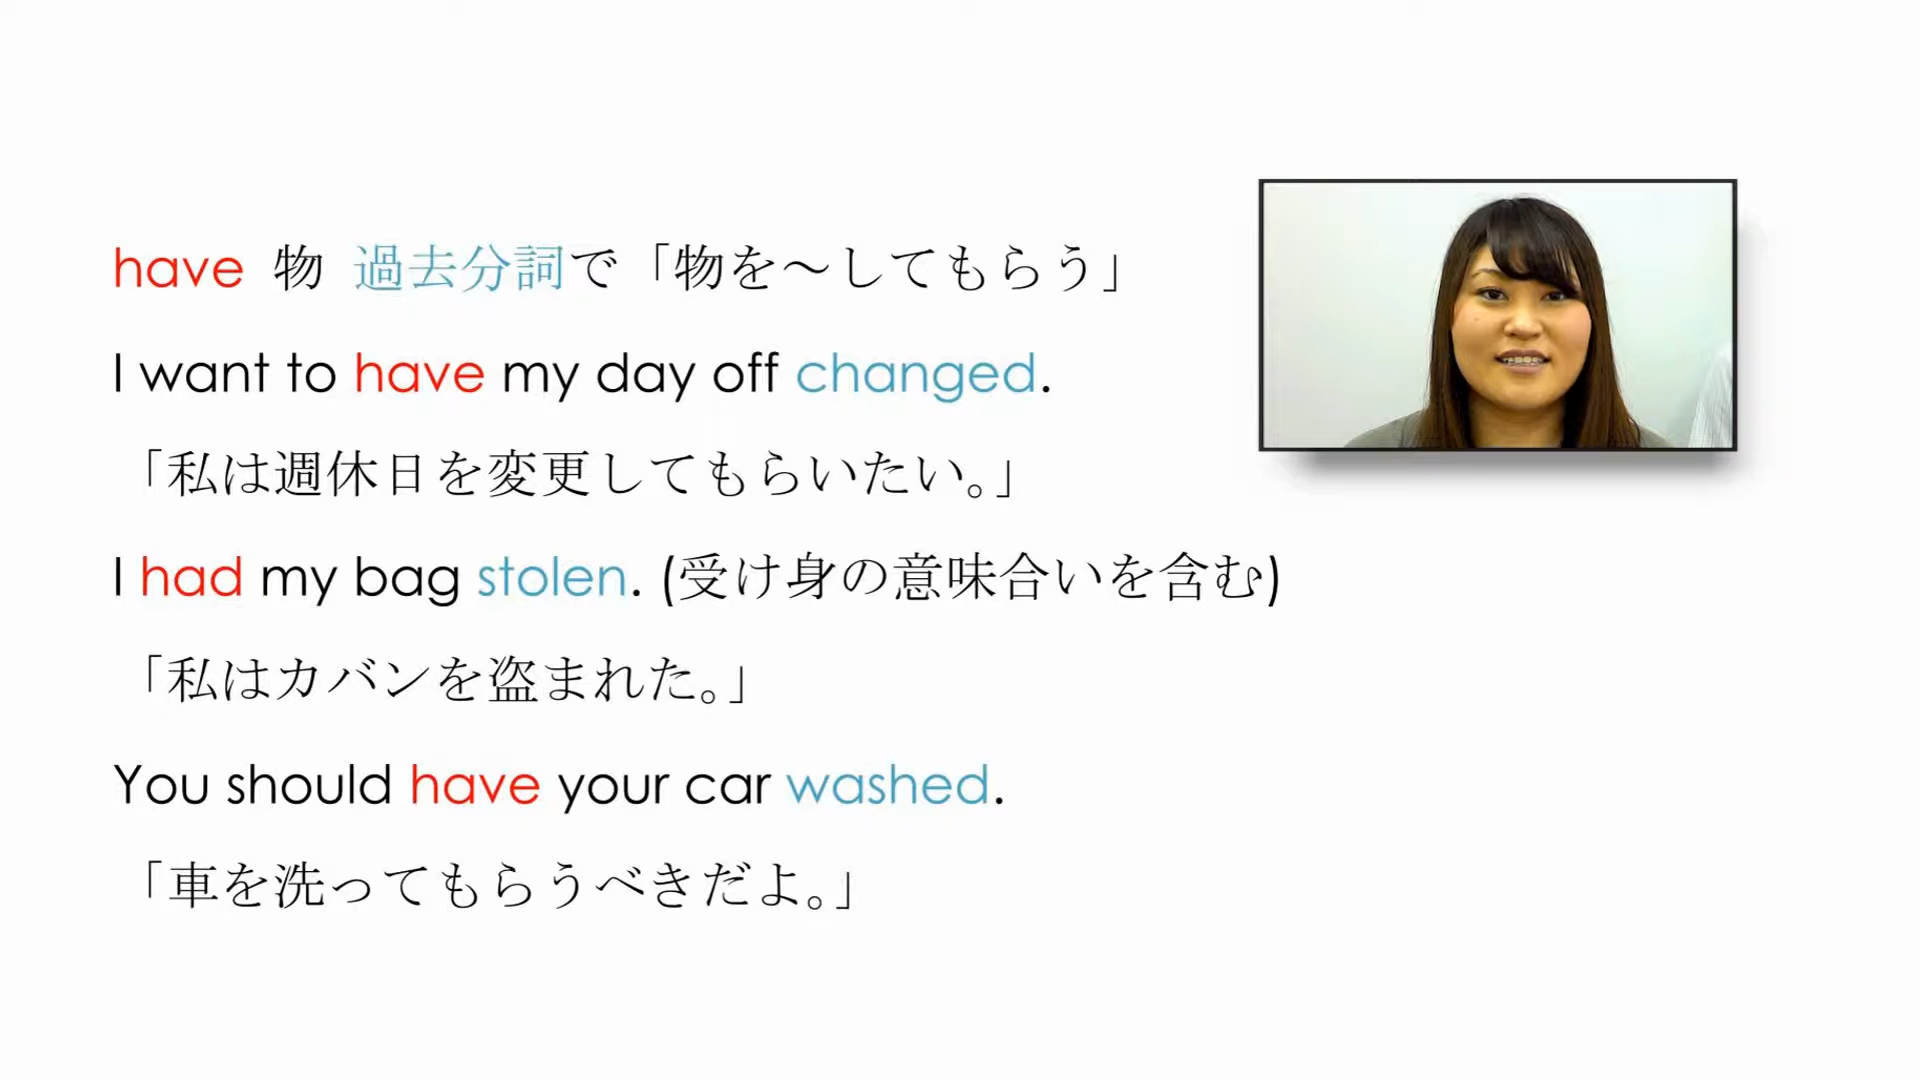 have 物 過去分詞で「物を～してもらう」
I want to have my day off changed.
「私は週休日を変更してもらいたい。」
I had my bag stolen. (受け身の意味合いを含む)
「私はカバンを盗まれた。」
You should have your car washed.
「車を洗ってもらうべきだよ。」